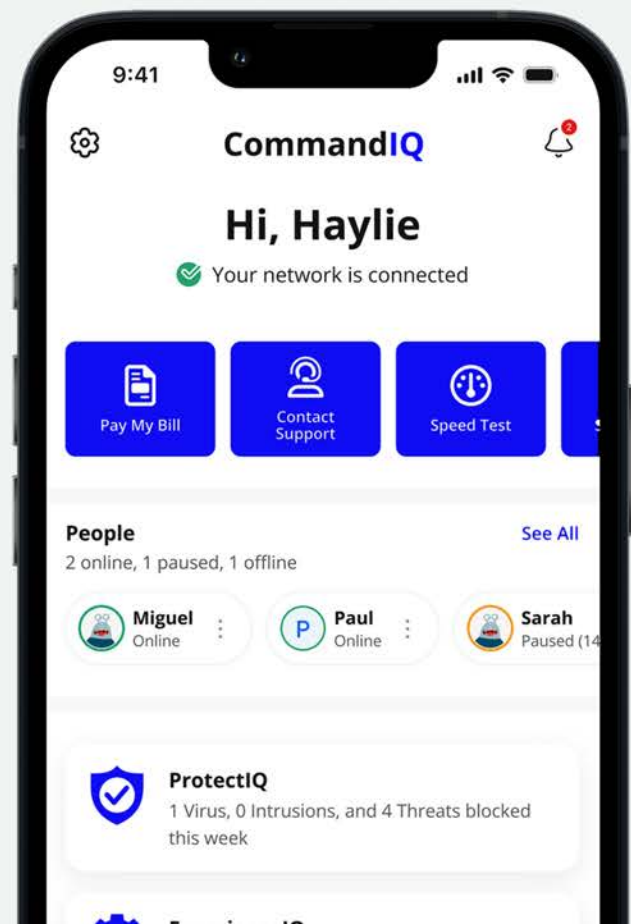 9:41
CommandIQ
2
Hi, Haylie
Your network is connected
Pay My Bill
Contact
Support
Speed Test
People
See All
2 online, 1 paused, 1 offline
Miguel
Online
P
Paul
Online
Sarah
Paused (14
ProtectIQ
1 Virus, 0 Intrusions, and 4 Threats blocked
this week